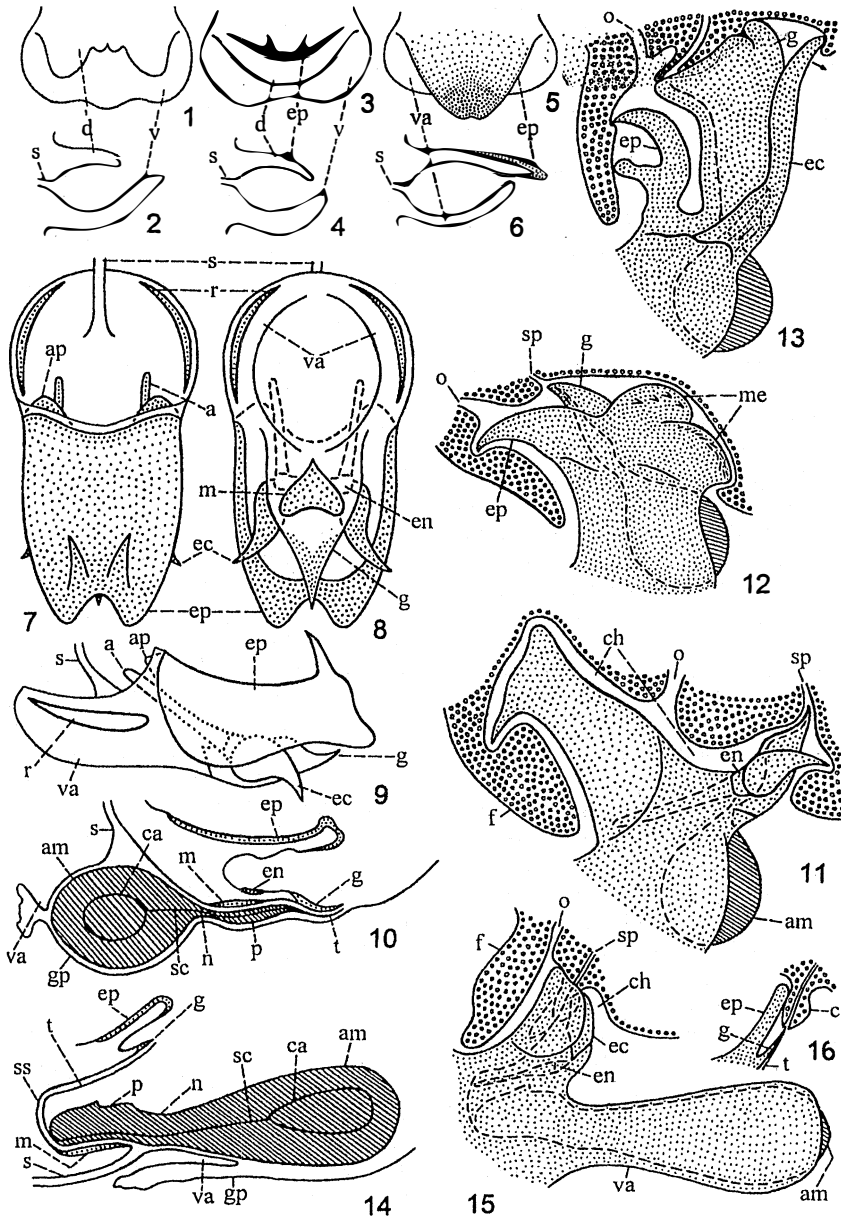 1
3
5
d
v
s
2
d
ep
v
s
4
va
ep
s
6
o
g
ep
ec
13
s
r
ap
a
va
m
en
ec
g
ep
7
8
sp
g
o
me
ep
12
s
a
ap
ep
r
va
g
ec
9
ch
o
sp
en
f
11
am
s
ca
am
m
ep
en
g
va
gp
sc
n
p
t
10
ep
g
t
ss
p
n
sc
ca
am
m
s
va
gp
14
o
f
sp
ch
ec
en
va
am
15
ep
g
t
c
16